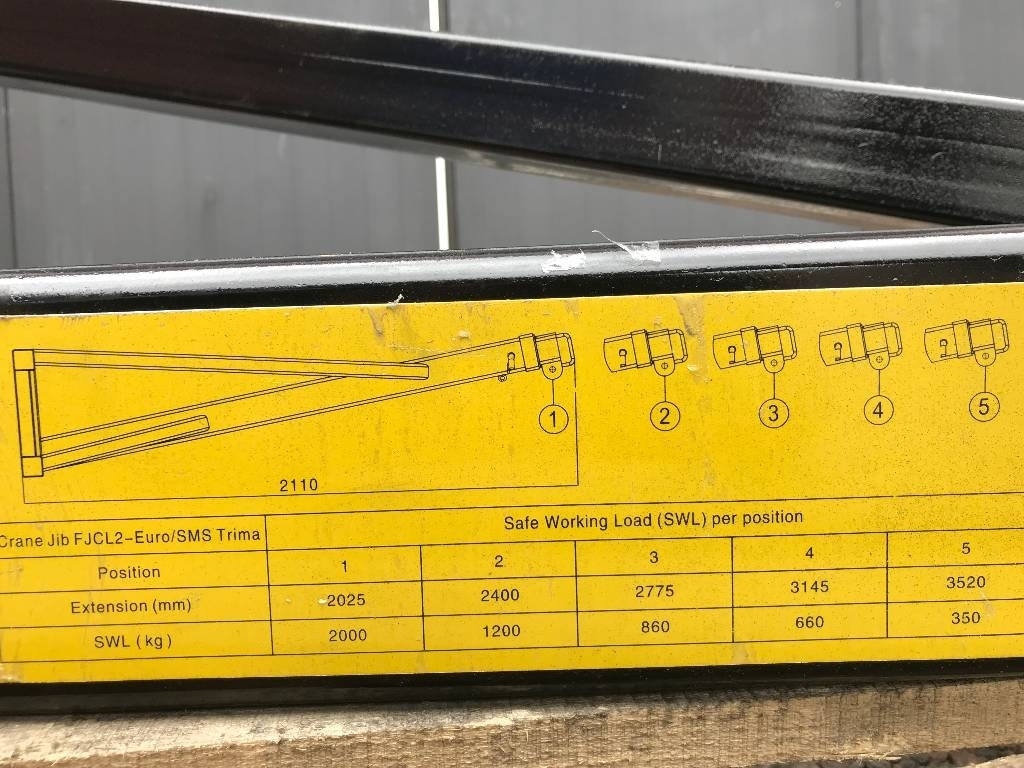 1 2 3 4 5
2110
Crane Jib FJCL2-Euro/SMS Trima Safe Working Load (SWL) per position
Position 1 2 3 4 5
Extension (mm) 2025 2400 2775 3145 3520
SWL (kg) 2000 1200 860 660 350